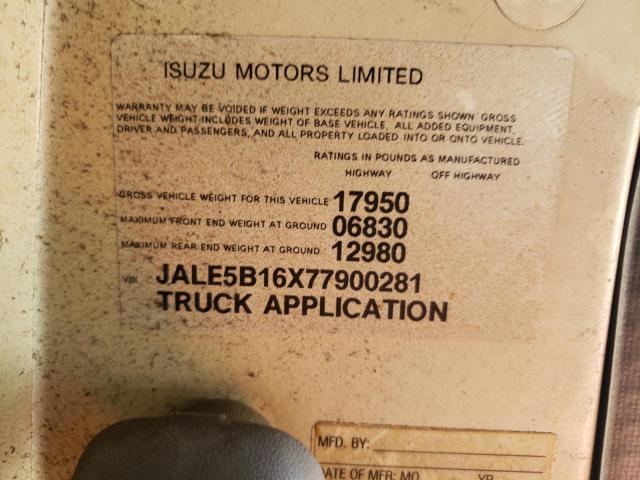 ISUZU MOTORS LIMITED
WARRANTY MAY BE VOIDED IF WEIGHT EXCEEDS ANY RATINGS SHOWN. GROSS
VEHICLE WEIGHT INCLUDES WEIGHT OF BASE VEHICLE, ALL ADDED EQUIPMENT,
DRIVER AND PASSENGERS, AND ALL PROPERTY LOADED INTO OR ONTO VEHICLE.
RATINGS IN POUNDS AS MANUFACTURED
HIGHWAY OFF HIGHWAY
GROSS VEHICLE WEIGHT FOR THIS VEHICLE 17950
MAXIMUM FRONT END WEIGHT AT GROUND 06830
MAXIMUM REAR END WEIGHT AT GROUND 12980
VIN JALE5B16X77900281
TRUCK APPLICATION
MFD. BY:
DATE OF MFR: MO. YR.